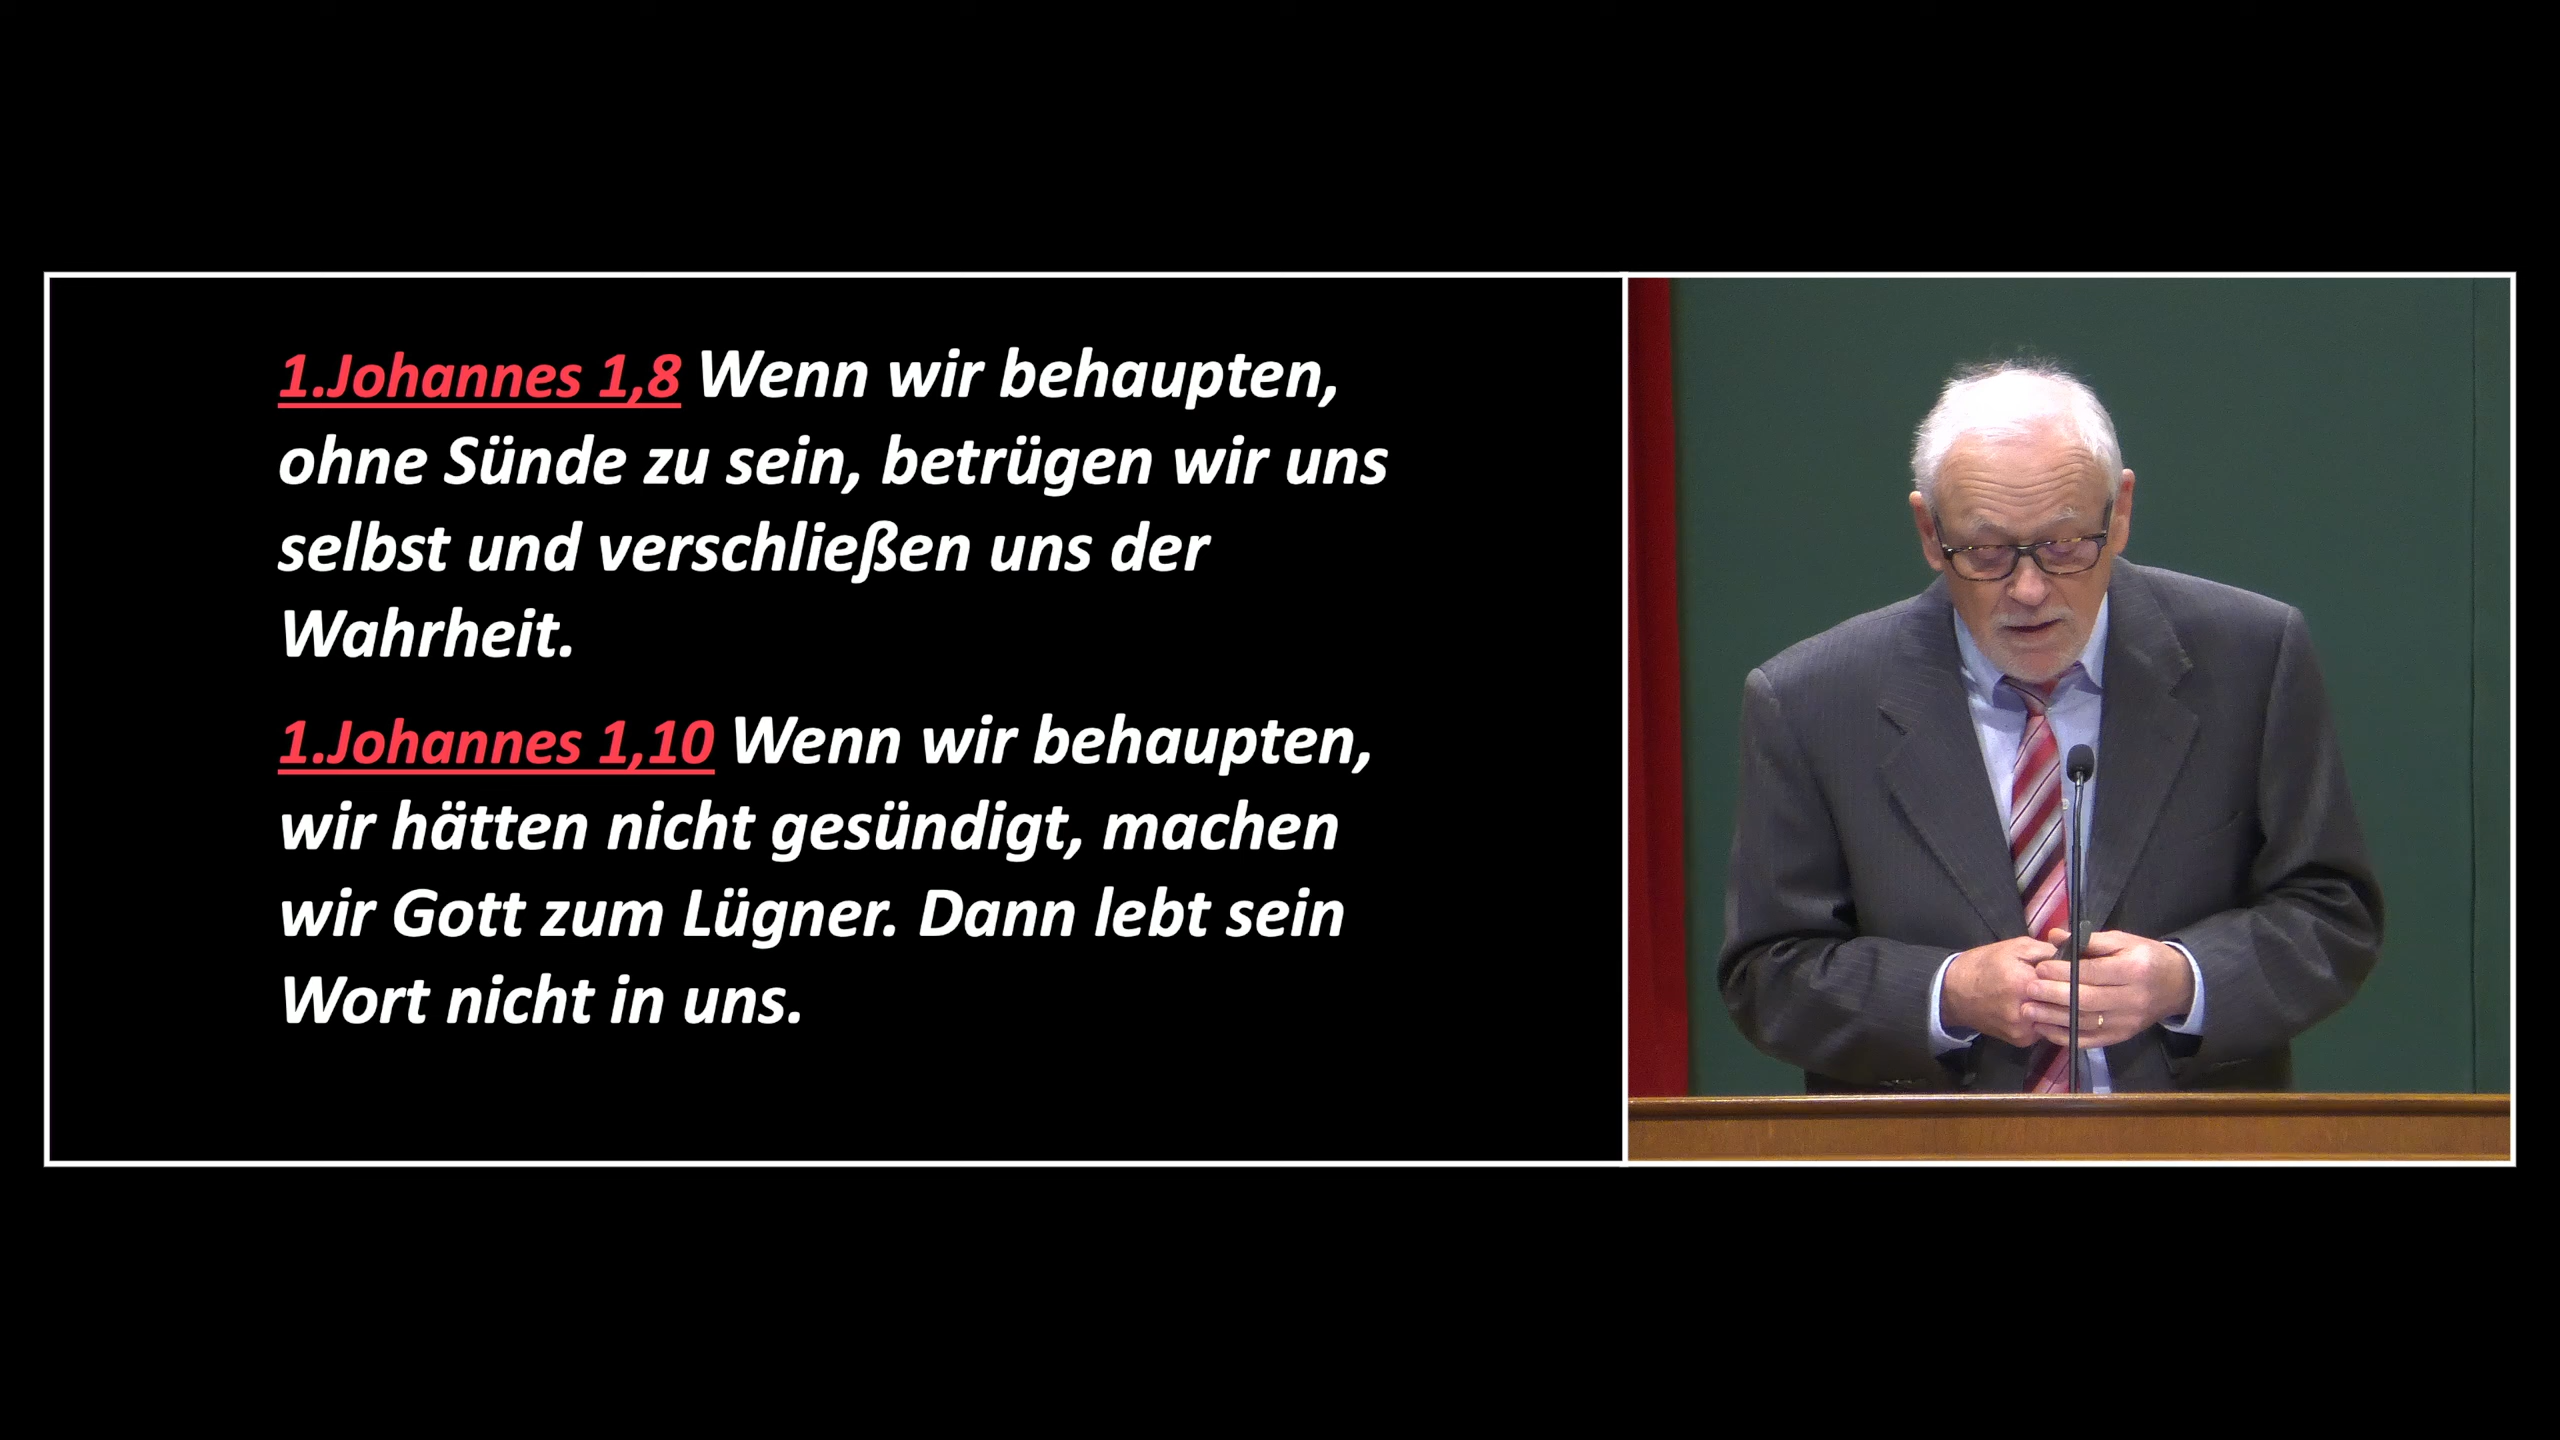 1.Johannes 1,8 Wenn wir behaupten,
ohne Sünde zu sein, betrügen wir uns
selbst und verschließen uns der
Wahrheit.
1.Johannes 1,10 Wenn wir behaupten,
wir hätten nicht gesündigt, machen
wir Gott zum Lügner. Dann lebt sein
Wort nicht in uns.